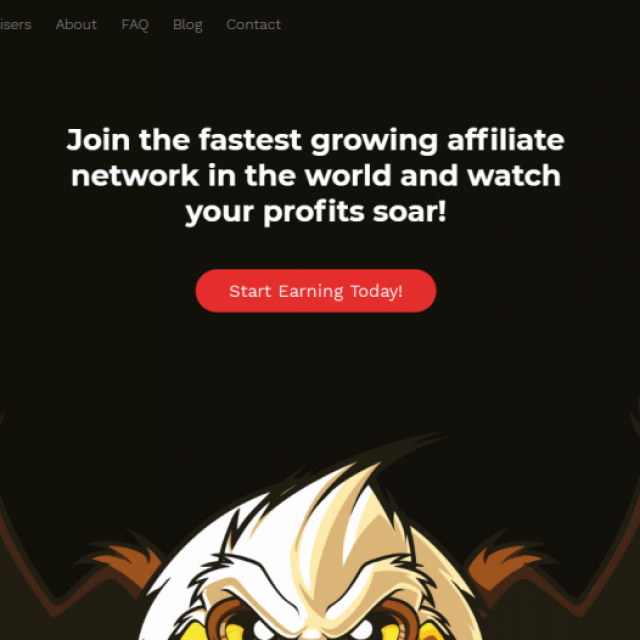 isers About FAQ Blog Contact
Join the fastest growing affiliate
network in the world and watch
your profits soar!
Start Earning Today!